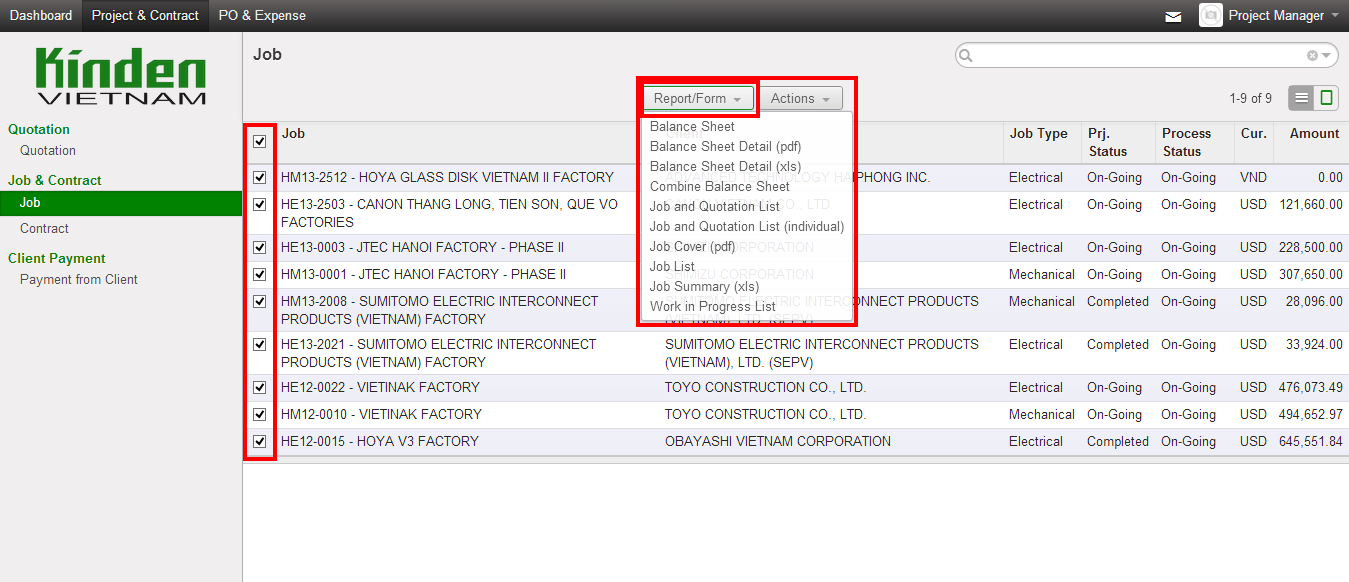 Dashboard Project & Contract PO & Expense Project Manager
Kinden
VIETNAM
Job
Report/Form Actions 1-9 of 9
Quotation
Quotation
Job & Contract
Job
Contract
Client Payment
Payment from Client
Balance Sheet
Balance Sheet Detail (pdf)
Balance Sheet Detail (xls)
Combine Balance Sheet
Job and Quotation List
Job and Quotation List (individual)
Job Cover (pdf)
Job List
Job Summary (xls)
Work in Progress List
Job Client Job Type Prj. Status Process Status Cur. Amount
HM13-2512 - HOYA GLASS DISK VIETNAM II FACTORY ADVANCED TECHNOLOGY HAIPHONG INC. Electrical On-Going On-Going VND 0.00
HE13-2503 - CANON THANG LONG, TIEN SON, QUE VO CO., LTD Electrical On-Going On-Going USD 121,660.00
FACTORIES
HE13-0003 - JTEC HANOI FACTORY - PHASE II CORPORATION Electrical On-Going On-Going USD 228,500.00
HM13-0001 - JTEC HANOI FACTORY - PHASE II SHIMIZU CORPORATION Mechanical On-Going On-Going USD 307,650.00
HM13-2008 - SUMITOMO ELECTRIC INTERCONNECT SUMITOMO ELECTRIC INTERCONNECT PRODUCTS Mechanical Completed On-Going USD 28,096.00
PRODUCTS (VIETNAM) FACTORY (VIETNAM), LTD. (SEPV)
HE13-2021 - SUMITOMO ELECTRIC INTERCONNECT SUMITOMO ELECTRIC INTERCONNECT PRODUCTS Electrical Completed On-Going USD 33,924.00
PRODUCTS (VIETNAM) FACTORY (VIETNAM), LTD. (SEPV)
HE12-0022 - VIETINAK FACTORY TOYO CONSTRUCTION CO., LTD. Electrical On-Going On-Going USD 476,073.49
HM12-0010 - VIETINAK FACTORY TOYO CONSTRUCTION CO., LTD. Mechanical On-Going On-Going USD 494,652.97
HE12-0015 - HOYA V3 FACTORY OBAYASHI VIETNAM CORPORATION Electrical Completed On-Going USD 645,551.84